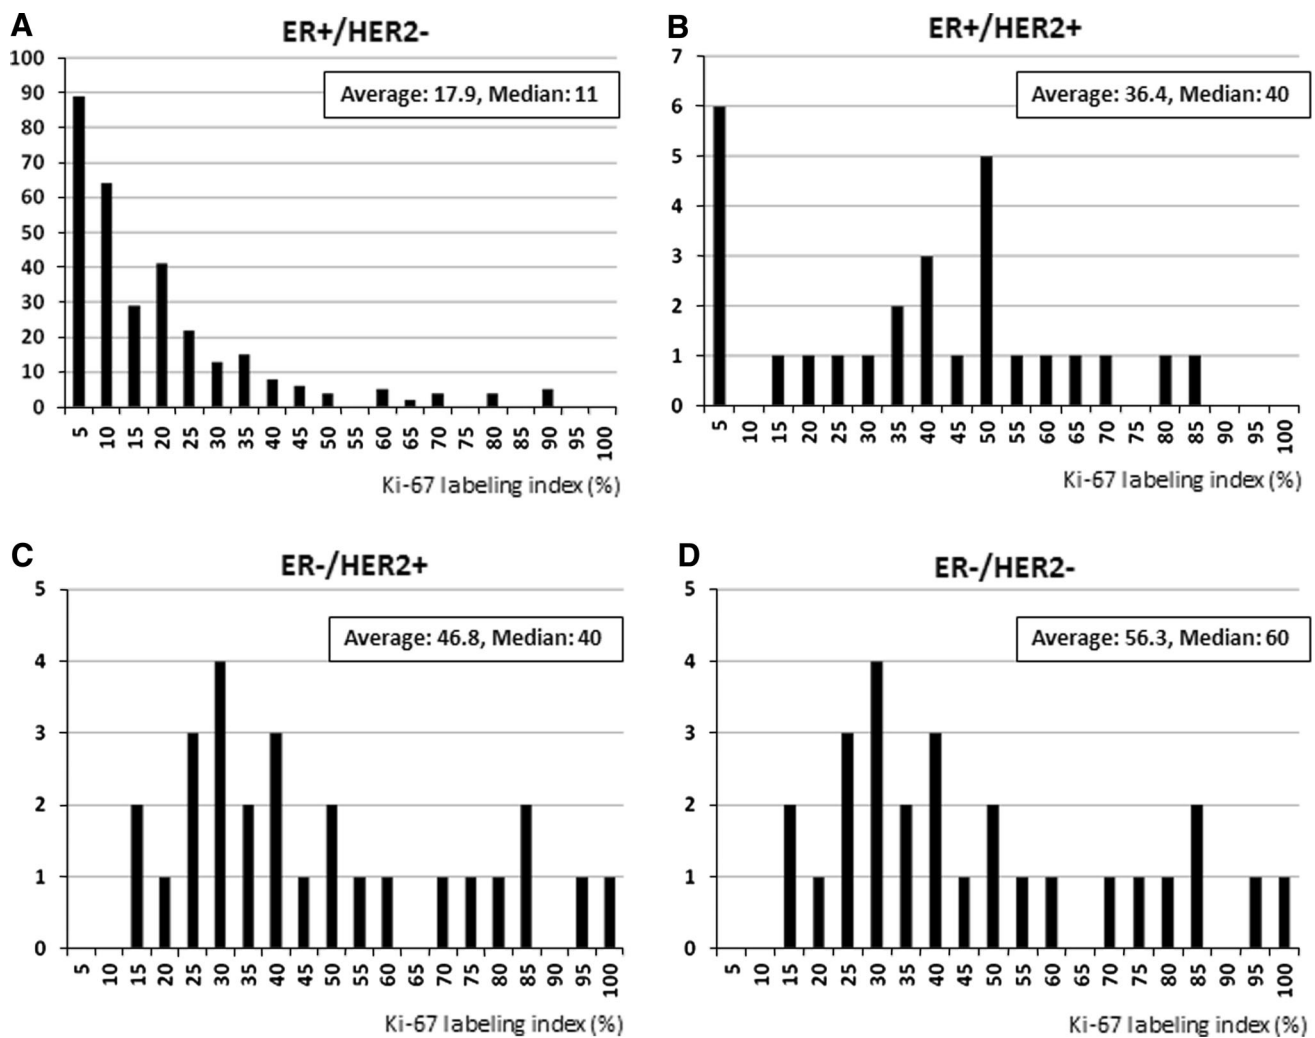 A
ER+/HER2-
Average: 17.9, Median: 11
100
90
80
70
60
50
40
30
20
10
0
5 10 15 20 25 30 35 40 45 50 55 60 65 70 75 80 85 90 95 100
Ki-67 labeling index (%)
B
ER+/HER2+
Average: 36.4, Median: 40
7
6
5
4
3
2
1
0
5 10 15 20 25 30 35 40 45 50 55 60 65 70 75 80 85 90 95 100
Ki-67 labeling index (%)
C
ER-/HER2+
Average: 46.8, Median: 40
5
4
3
2
1
0
5 10 15 20 25 30 35 40 45 50 55 60 65 70 75 80 85 90 95 100
Ki-67 labeling index (%)
D
ER-/HER2-
Average: 56.3, Median: 60
5
4
3
2
1
0
5 10 15 20 25 30 35 40 45 50 55 60 65 70 75 80 85 90 95 100
Ki-67 labeling index (%)